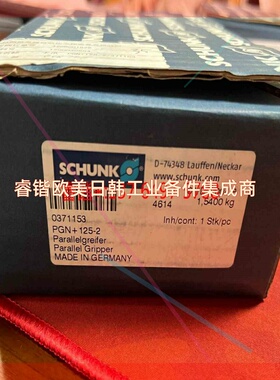 SCHUNK
SCHUNK
D-74348 Lauffen/Neckar
www.schunk.com
睿锴欧美日韩工业备件集成商
4614
1,5400 kg
0371153
Inh/cont: 1 Stk/pc
PGN+125-2
Parallelgreifer
Parallel Gripper
MADE IN GERMANY